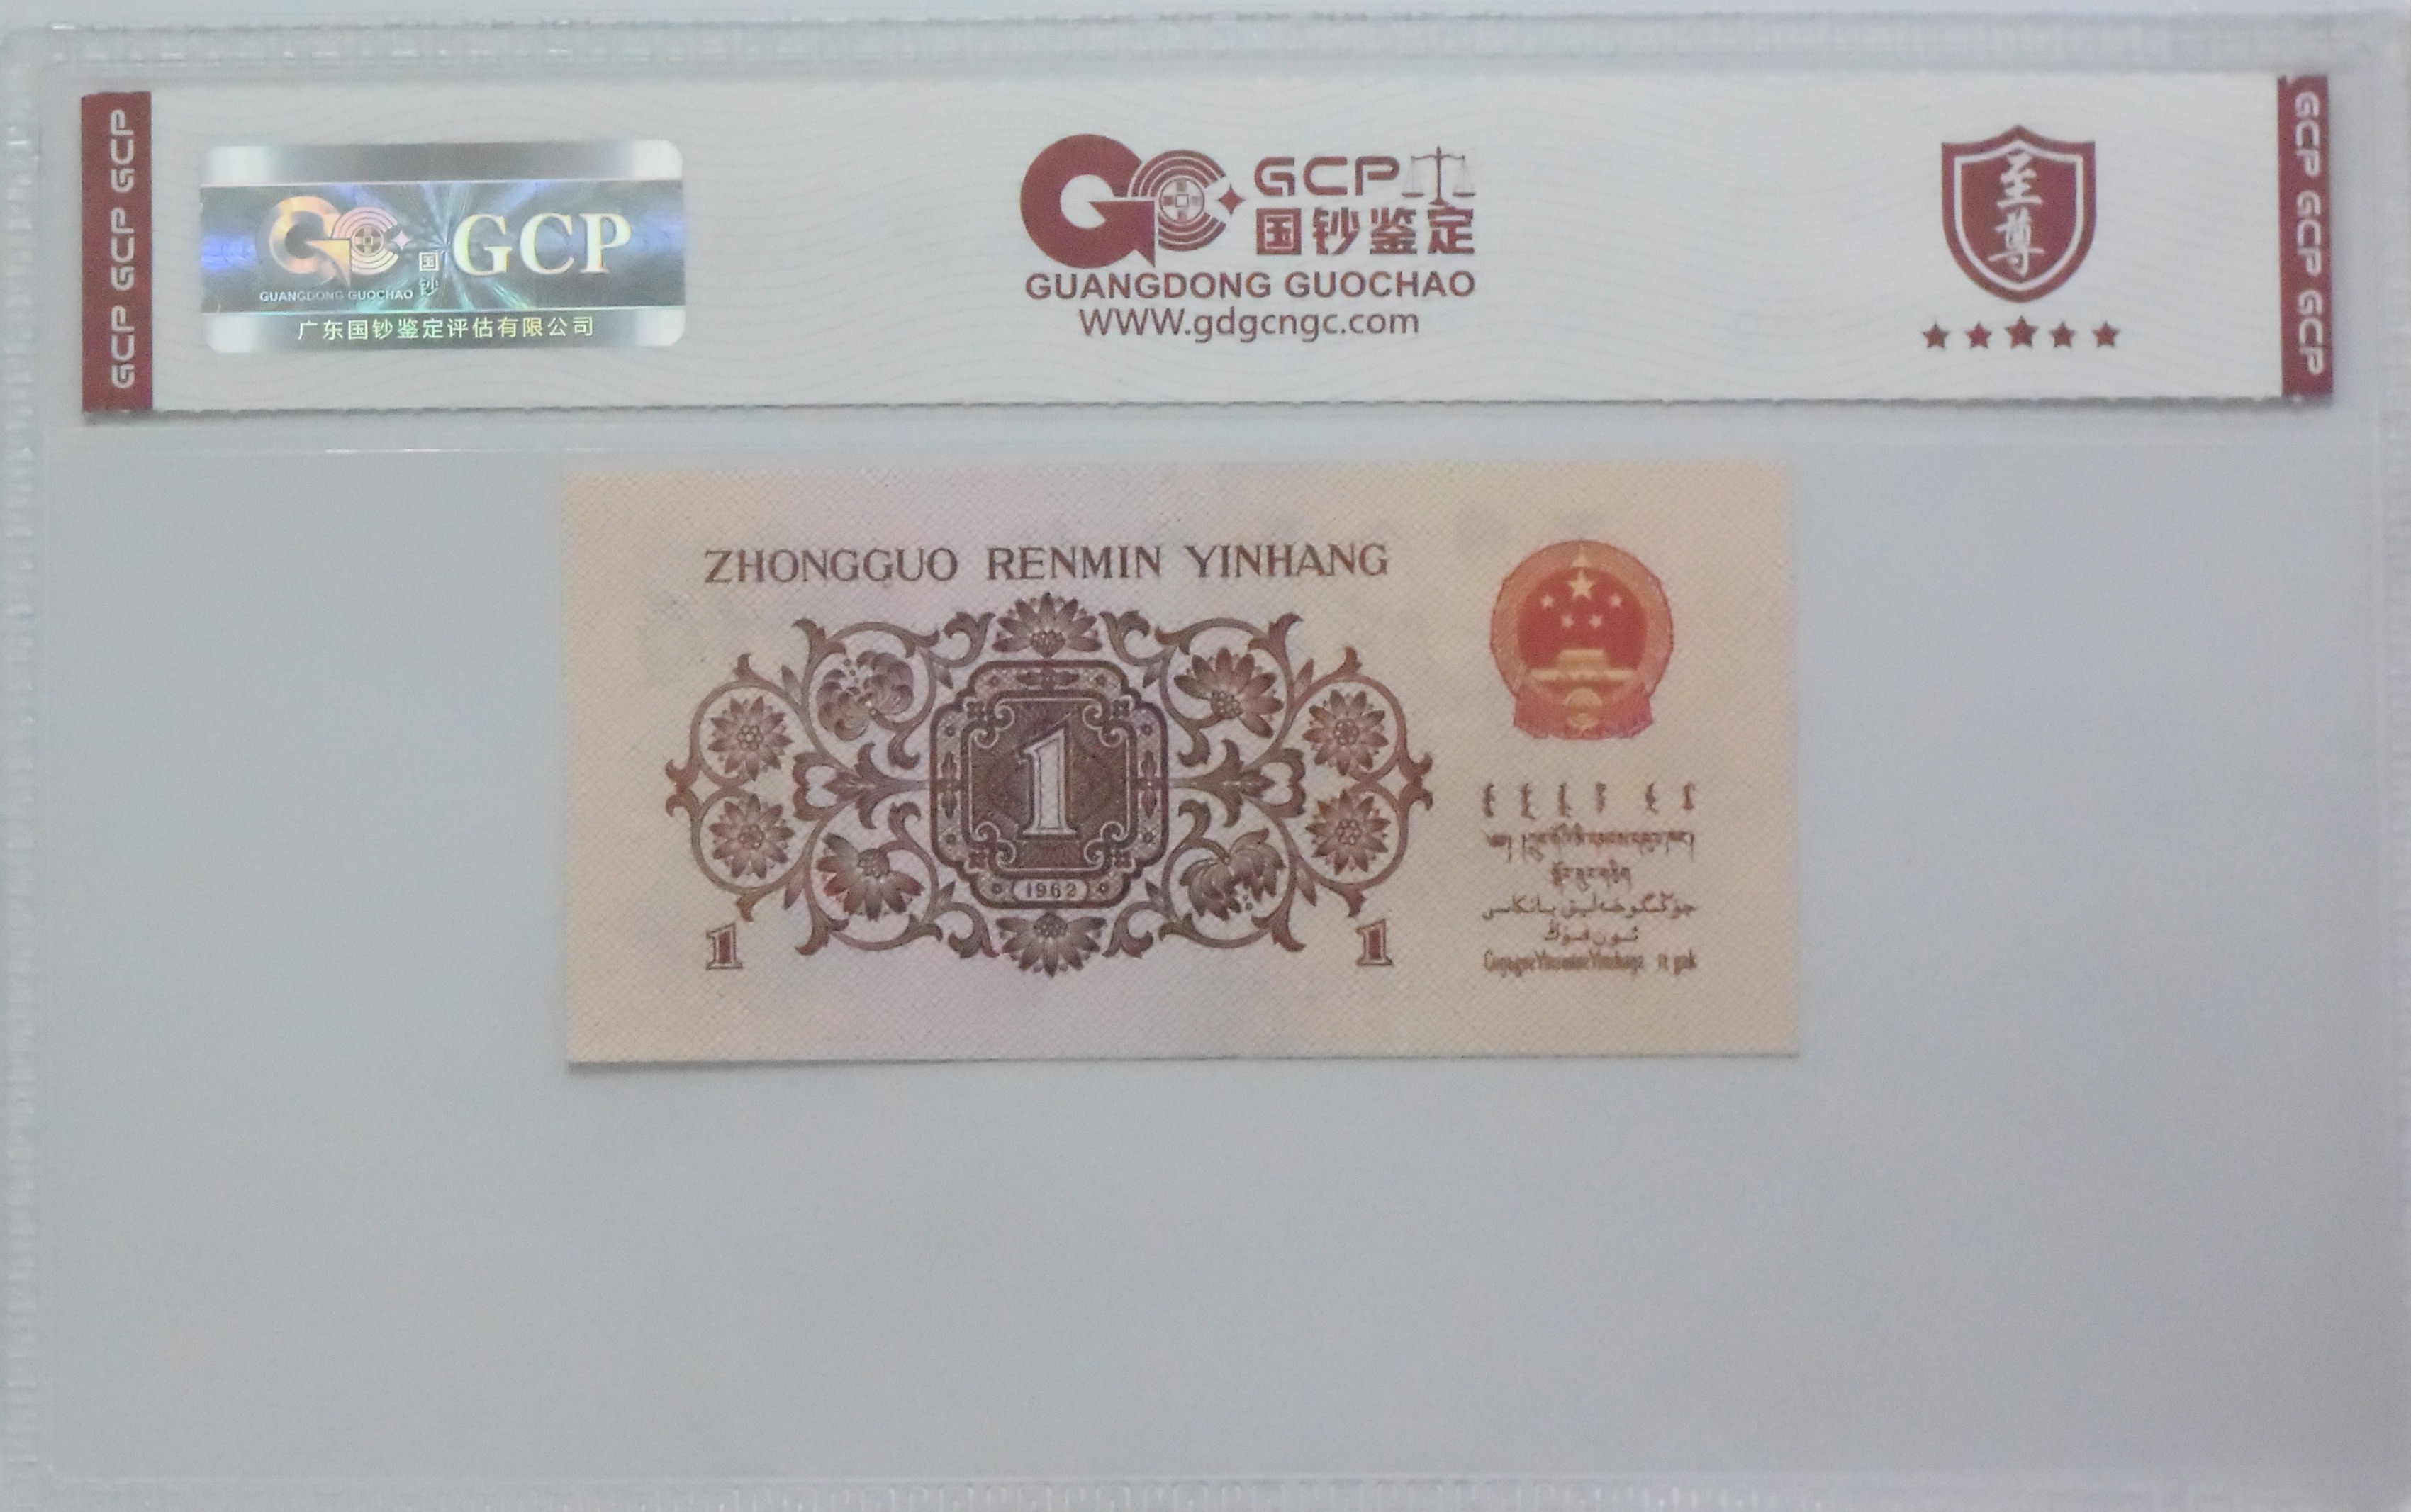 GCP GCP GCP
国钞
GCP
GUANGDONG GUOCHAO
广东国钞鉴定评估有限公司
GCP
国钞鉴定
GUANGDONG GUOCHAO
WWW.gdgcngc.com
至尊
GCP GCP GCP
ZHONGGUO RENMIN YINHANG
1
1962
1
1